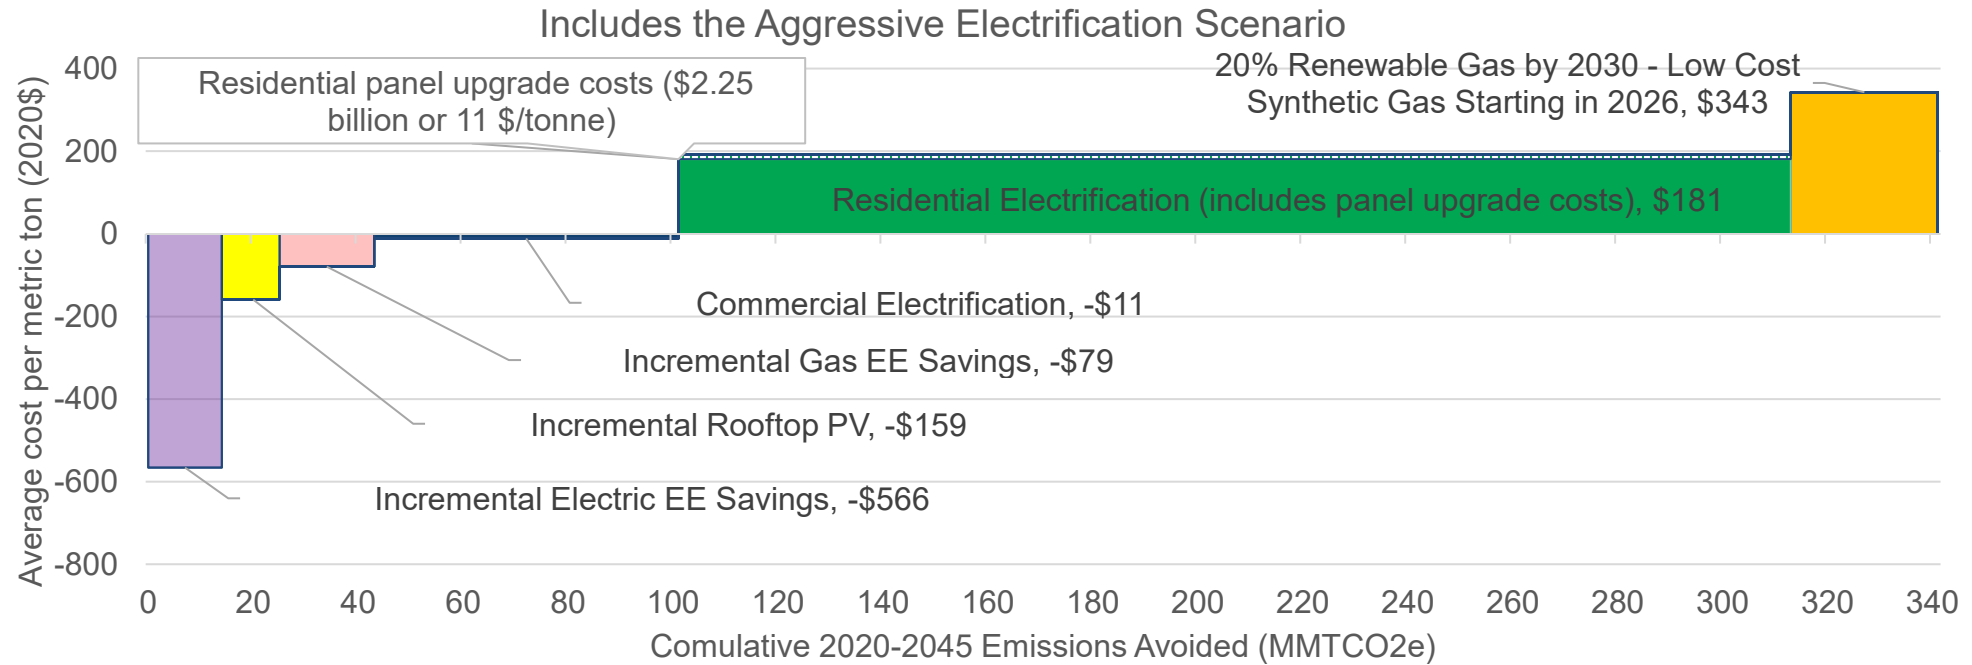 Includes the Aggressive Electrification Scenario
Average cost per metric ton (2020$)
400
200
0
-200
-400
-600
-800
Residential panel upgrade costs ($2.25
billion or 11 $/tonne)
20% Renewable Gas by 2030 - Low Cost
Synthetic Gas Starting in 2026, $343
Residential Electrification (includes panel upgrade costs), $181
Commercial Electrification, -$11
Incremental Gas EE Savings, -$79
Incremental Rooftop PV, -$159
Incremental Electric EE Savings, -$566
0 20 40 60 80 100 120 140 160 180 200 220 240 260 280 300 320 340
Comulative 2020-2045 Emissions Avoided (MMTCO2e)